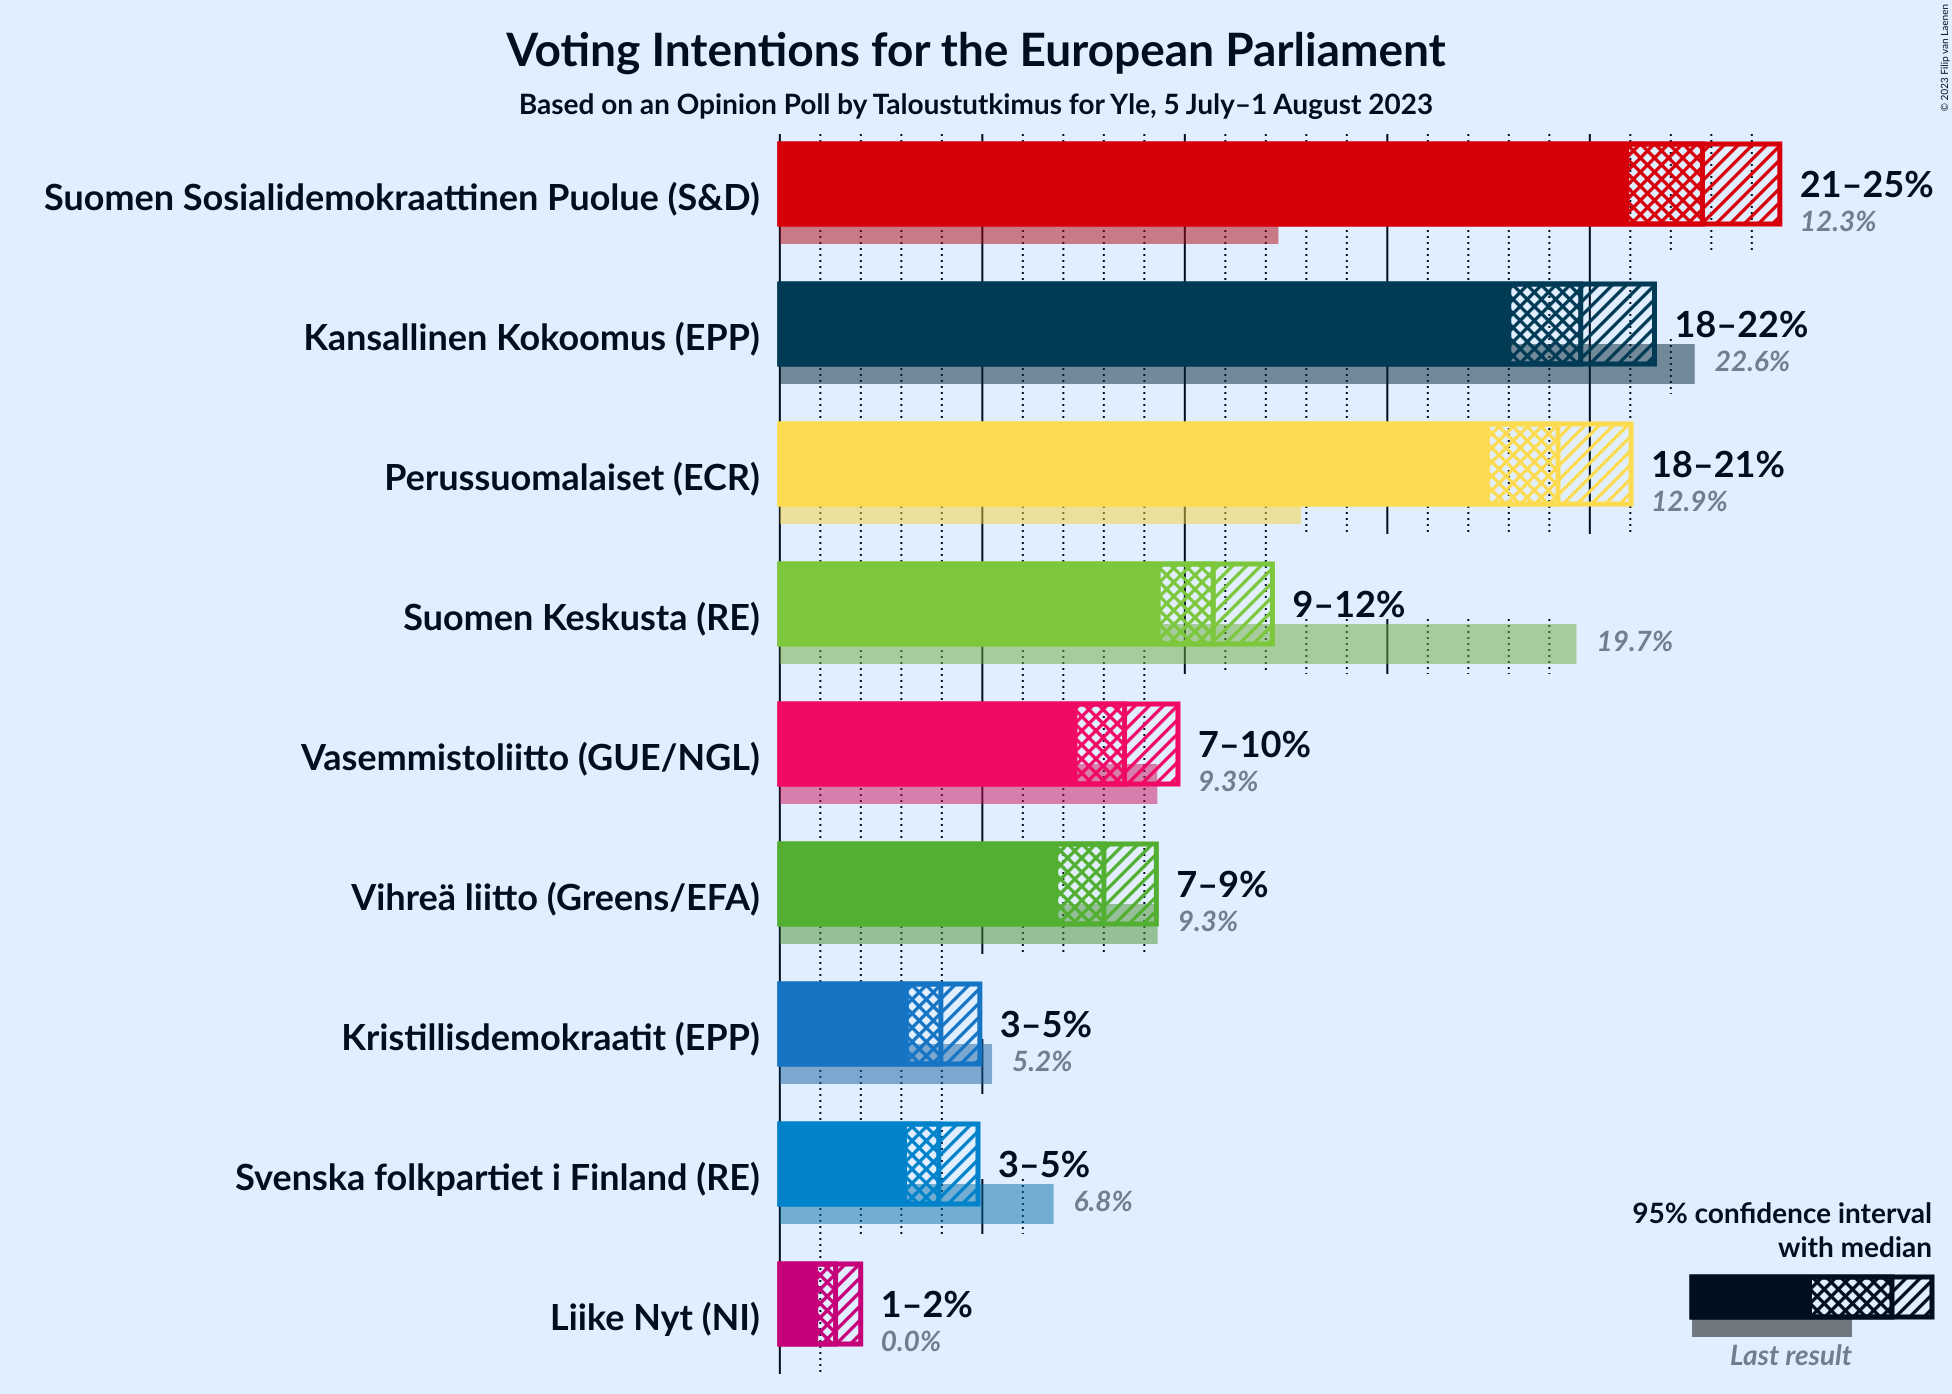 Voting Intentions for the European Parliament
Based on an Opinion Poll by Taloustutkimus for Yle, 5 July–1 August 2023
© 2023 Filip van Laenen
Suomen Sosialidemokraattinen Puolue (S&D)
21–25%
12.3%
Kansallinen Kokoomus (EPP)
18–22%
22.6%
Perussuomalaiset (ECR)
18–21%
12.9%
Suomen Keskusta (RE)
9–12%
19.7%
Vasemmistoliitto (GUE/NGL)
7–10%
9.3%
Vihreä liitto (Greens/EFA)
7–9%
9.3%
Kristillisdemokraatit (EPP)
3–5%
5.2%
Svenska folkpartiet i Finland (RE)
3–5%
6.8%
Liike Nyt (NI)
1–2%
0.0%
95% confidence interval
with median
Last result